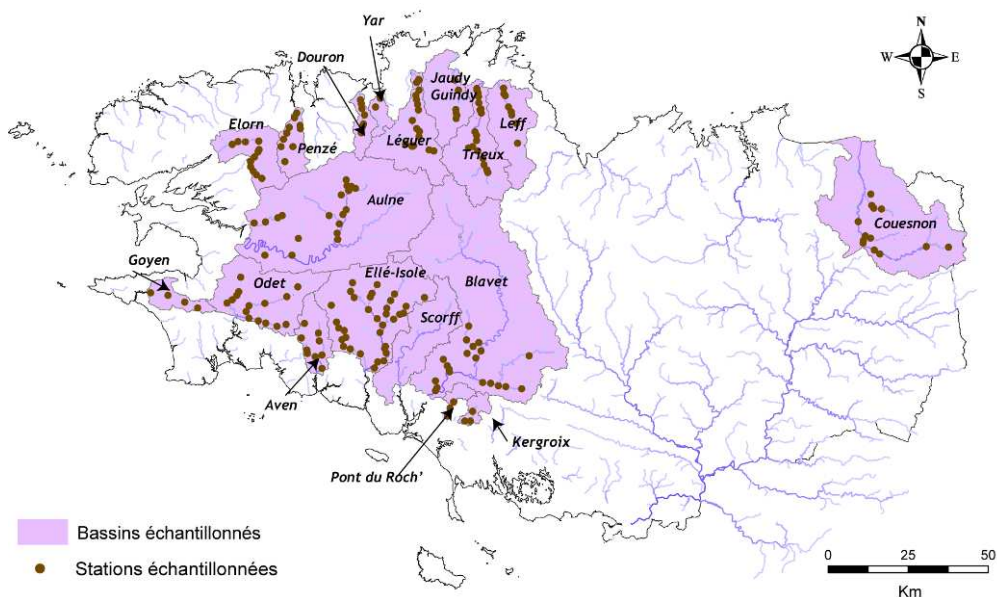 Yar
Douron
N
W E
S
Jaudy
Guindy
Elorn
Penzé
Léguer
Leff
Trieux
Aulne
Couesnon
Goyen
Odet
Ellé-Isole
Blavet
Scorff
Aven
Kergroix
Pont du Roch'
Bassins échantillonnés
Stations échantillonnées
0 25 50
Km